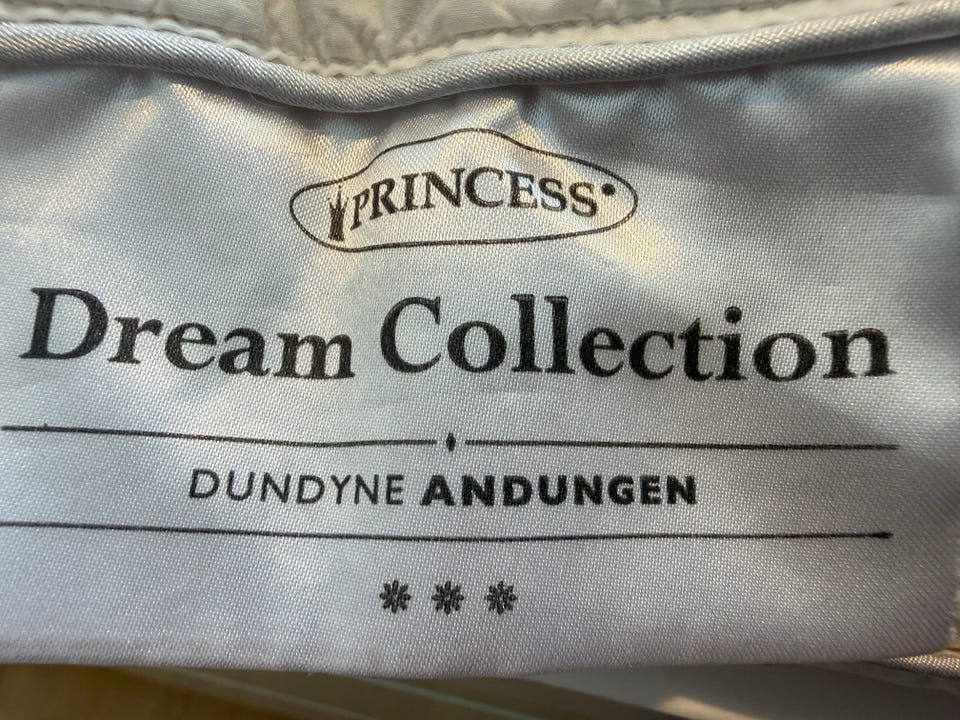 PRINCESS
Dream Collection
DUNDYNE ANDUNGEN